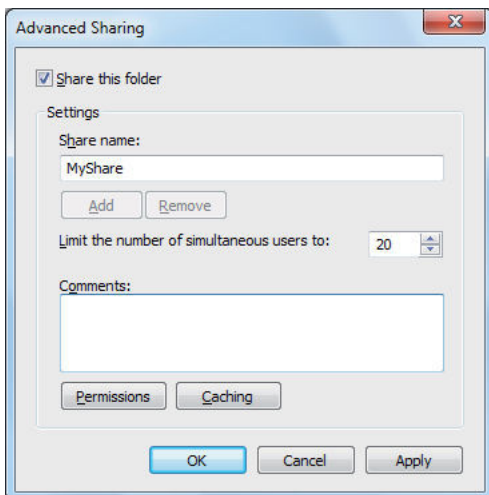 Advanced Sharing
Share this folder
Settings
Share name:
MyShare
Add Remove
Limit the number of simultaneous users to: 20
Comments:
Permissions Caching
OK Cancel Apply